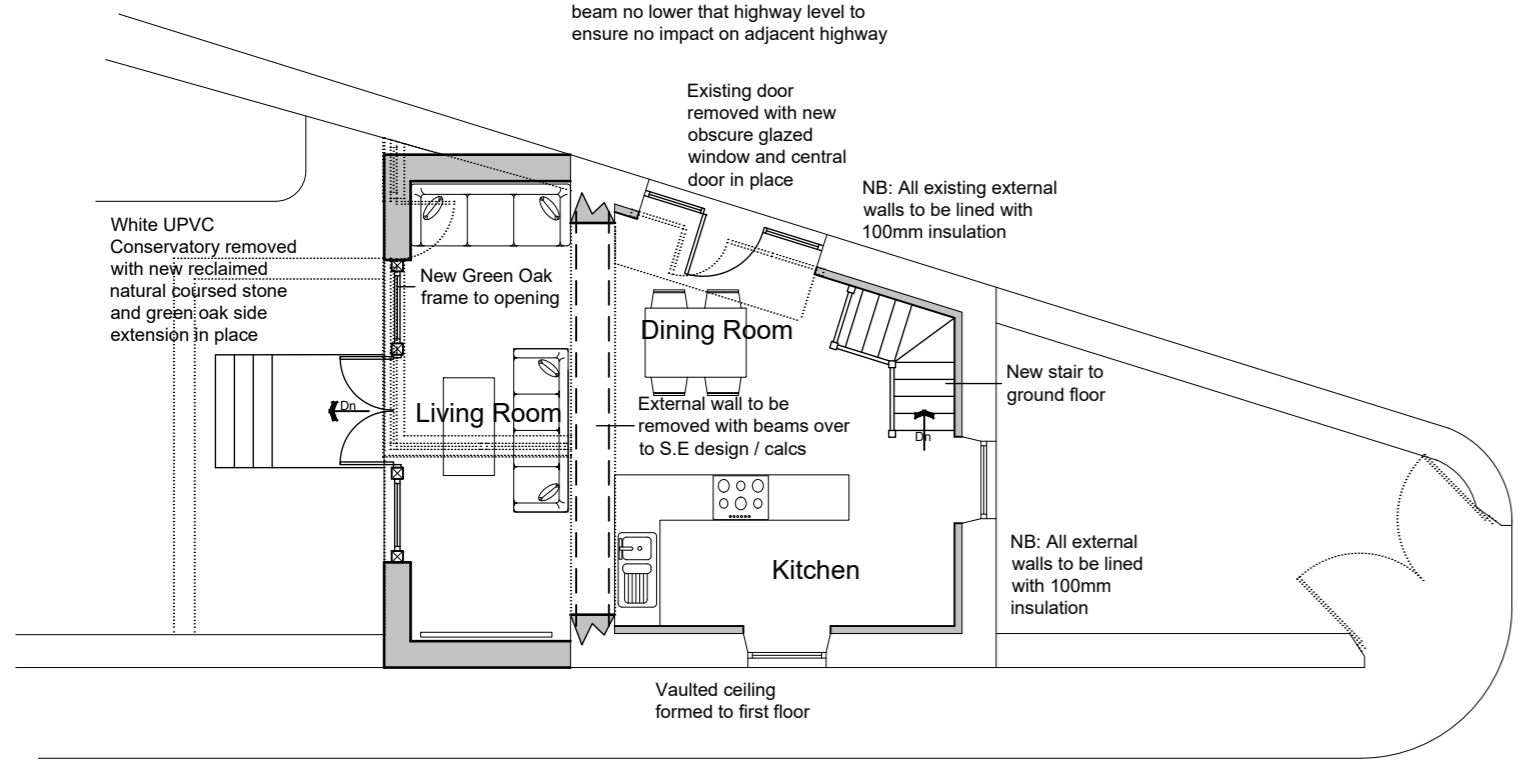 beam no lower that highway level to
ensure no impact on adjacent highway
Existing door
removed with new
obscure glazed
window and central
door in place
NB: All existing external
walls to be lined with
100mm insulation
White UPVC
Conservatory removed
with new reclaimed
natural coursed stone
and green oak side
extension in place
New Green Oak
frame to opening
Dining Room
New stair to
ground floor
Dn
Living Room
External wall to be
removed with beams over
to S.E design / calcs
Dn
NB: All external
walls to be lined
with 100mm
insulation
Kitchen
Vaulted ceiling
formed to first floor